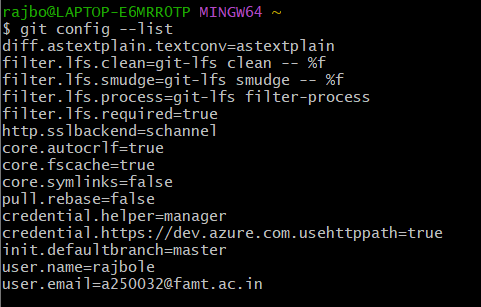 rajbo@LAPTOP-E6MRR0TP MINGW64 ~
$ git config --list
diff.astextplain.textconv=astextplain
filter.lfs.clean=git-lfs clean -- %f
filter.lfs.smudge=git-lfs smudge -- %f
filter.lfs.process=git-lfs filter-process
filter.lfs.required=true
http.sslbackend=schannel
core.autocrlf=true
core.fscache=true
core.symlinks=false
pull.rebase=false
credential.helper=manager
credential.https://dev.azure.com.usehttppath=true
init.defaultbranch=master
user.name=rajbole
user.email=a250032@famt.ac.in